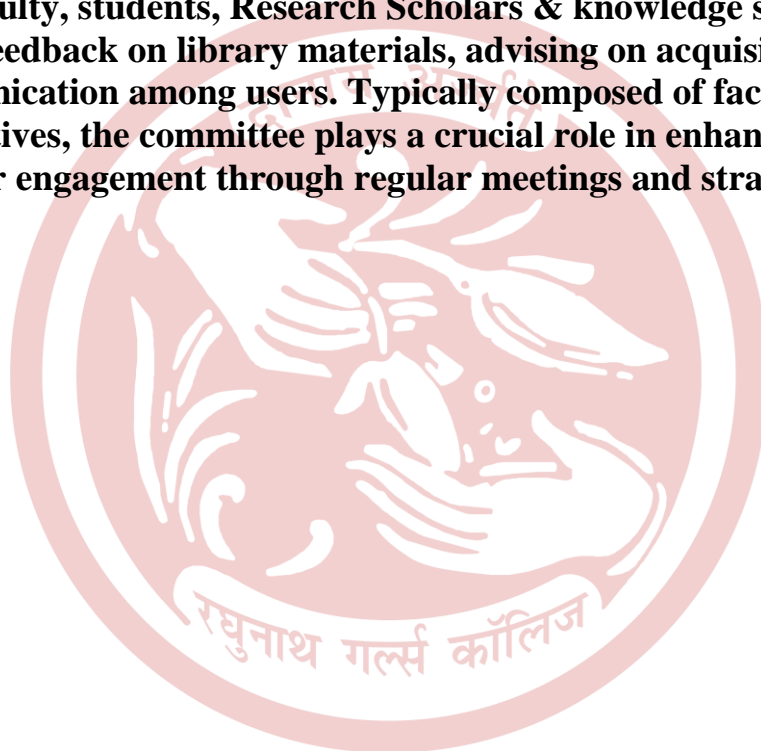 ulty, students, Research Scholars & knowledge s
eedback on library materials, advising on acquisi
nication among users. Typically composed of fac
tives, the committee plays a crucial role in enhan
r engagement through regular meetings and stra
रघुनाथ गर्ल्स कॉलिज